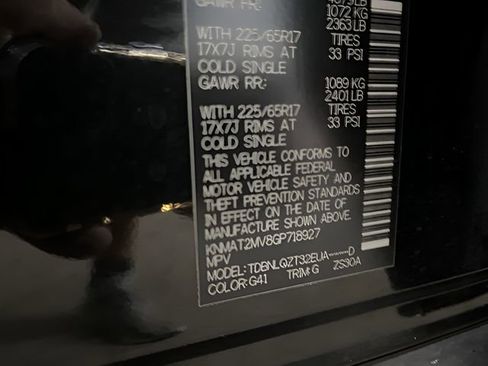 GAWR FR:
1072 KG
2363 LB
WITH 225/65R17 TIRES
17X7J RIMS AT 33 PSI
COLD SINGLE
GAWR RR:
1089 KG
2401 LB
WITH 225/65R17 TIRES
17X7J RIMS AT 33 PSI
COLD SINGLE
THIS VEHICLE CONFORMS TO
ALL APPLICABLE FEDERAL
MOTOR VEHICLE SAFETY AND
THEFT PREVENTION STANDARDS
IN EFFECT ON THE DATE OF
MANUFACTURE SHOWN ABOVE.
KNMAT2MV8GP718927
MPV
MODEL: TDBNLQZT32EUA-----D
COLOR: G41 TRIM: G ZS30A